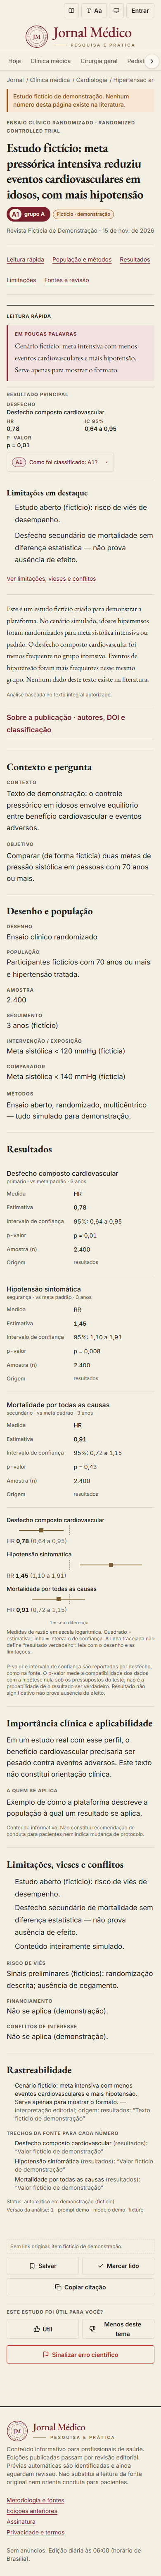 Aa
Entrar
JM
Jornal Médico
PESQUISA E PRÁTICA
Hoje Clínica médica Cirurgia geral
Jornal / Clínica médica / Cardiologia / Hipertensão ar
Estudo fictício de demonstração. Nenhum
número desta página existe na literatura.
ENSAIO CLÍNICO RANDOMIZADO · RANDOMIZED
CONTROLLED TRIAL
Estudo fictício: meta
pressórica intensiva reduziu
eventos cardiovasculares em
idosos, com mais hipotensão
A1 grupo A
Fictício · demonstração
Revista Fictícia de Demonstração · 15 de nov. de 2026
Leitura rápida População e métodos Resultados
Limitações Fontes e revisão
LEITURA RÁPIDA
EM POUCAS PALAVRAS
Cenário fictício: meta intensiva com menos
eventos cardiovasculares e mais hipotensão.
Serve apenas para mostrar o formato.
RESULTADO PRINCIPAL
DESFECHO
Desfecho composto cardiovascular
HR IC 95%
0,78 0,64 a 0,95
P-VALOR
p = 0,01
A1 Como foi classificado: A1?
Limitações em destaque
Estudo aberto (fictício): risco de viés de
desempenho.
Desfecho secundário de mortalidade sem
diferença estatística — não prova
ausência de efeito.
Ver limitações, vieses e conflitos
Este é um estudo fictício criado para demonstrar a
plataforma. No cenário simulado, idosos hipertensos
foram randomizados para meta sistólica intensiva ou
padrão. O desfecho composto cardiovascular foi menos
frequente no grupo intensivo. Eventos de
hipotensão foram mais frequentes nesse mesmo
grupo. Nenhum dado deste texto existe na literatura.
Análise baseada no texto integral autorizado.
Sobre a publicação · autores, DOI e
classificação
Contexto e pergunta
CONTEXTO
Texto de demonstração: o controle
pressórico em idosos envolve equilíbrio
entre benefício cardiovascular e eventos
adversos.
OBJETIVO
Comparar (de forma fictícia) duas metas de
pressão sistólica em pessoas com 70 anos
ou mais.
Desenho e população
DESENHO
Ensaio clínico randomizado
POPULAÇÃO
Participantes fictícios com 70 anos ou mais
e hipertensão tratada.
AMOSTRA
2.400
SEGUIMENTO
3 anos (fictício)
INTERVENÇÃO / EXPOSIÇÃO
Meta sistólica < 120 mmHg (fictícia)
COMPARADOR
Meta sistólica < 140 mmHg (fictícia)
MÉTODOS
Ensaio aberto, randomizado, multicêntrico
— tudo simulado para demonstração.
Resultados
Desfecho composto cardiovascular
primário · vs meta padrão · 3 anos
Medida HR
Estimativa 0,78
Intervalo de confiança 95%: 0,64 a 0,95
p-valor p = 0,01
Amostra (n) 2.400
Origem resultados
Hipotensão sintomática
segurança · vs meta padrão · 3 anos
Medida RR
Estimativa 1,45
Intervalo de confiança 95%: 1,10 a 1,91
p-valor p = 0,008
Amostra (n) 2.400
Origem resultados
Mortalidade por todas as causas
secundário · vs meta padrão · 3 anos
Medida HR
Estimativa 0,91
Intervalo de confiança 95%: 0,72 a 1,15
p-valor p = 0,43
Amostra (n) 2.400
Origem resultados
Desfecho composto cardiovascular
HR 0,78 (0,64 a 0,95)
Hipotensão sintomática
RR 1,45 (1,10 a 1,91)
Mortalidade por todas as causas
HR 0,91 (0,72 a 1,15)
1 = sem diferença
Importância clínica e aplicabilidade
Em um estudo real com esse perfil, o
benefício cardiovascular precisaria ser
pesado contra eventos adversos. Este texto
não constitui orientação clínica.
A QUEM SE APLICA
Exemplo de como a plataforma descreve a
população à qual um resultado se aplica.
Conteúdo informativo. Não constitui recomendação de
conduta para pacientes nem indica mudança de protocolo.
Limitações, vieses e conflitos
Estudo aberto (fictício): risco de viés de
desempenho.
Desfecho secundário de mortalidade sem
diferença estatística — não prova
ausência de efeito.
Conteúdo inteiramente simulado.
RISCO DE VIÉS
Sinais preliminares (fictícios): randomização
descrita; ausência de cegamento.
FINANCIAMENTO
Não se aplica (demonstração).
CONFLITOS DE INTERESSE
Não se aplica (demonstração).
Rastreabilidade
Cenário fictício: meta intensiva com menos
eventos cardiovasculares e mais hipotensão.
Serve apenas para mostrar o formato. —
interpretação editorial; origem: resultados: "Texto
fictício de demonstração"
TRECHOS DA FONTE PARA CADA NÚMERO
Desfecho composto cardiovascular (resultados):
"Valor fictício de demonstração"
Hipotensão sintomática (resultados): "Valor fictício
de demonstração"
Mortalidade por todas as causas (resultados):
"Valor fictício de demonstração"
Status: automático em demonstração (fictício)
Versão da análise: 1 · prompt demo · modelo demo-fixture
Sem link original: item fictício de demonstração.
Salvar
Marcar lido
Copiar citação
ESTE ESTUDO FOI ÚTIL PARA VOCÊ?
Útil
Menos deste
tema
Sinalizar erro científico
JM
Jornal Médico
PESQUISA E PRÁTICA
Conteúdo informativo para profissionais de saúde.
Edições publicadas passam por revisão editorial.
Prévias automáticas são identificadas e ainda
aguardam revisão. Não substitui a leitura da fonte
original nem orienta conduta para pacientes.
Metodologia e fontes
Edições anteriores
Assinatura
Privacidade e termos
Sem anúncios. Edição diária às 06:00 (horário de
Brasília).